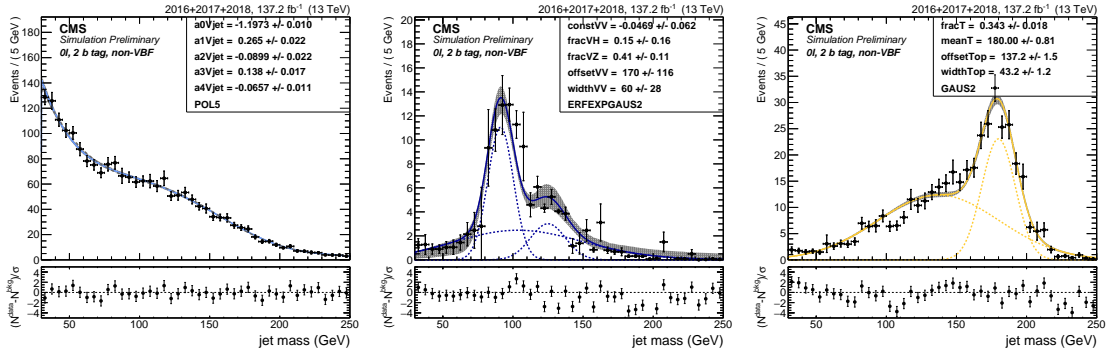 2016+2017+2018, 137.2 fb⁻¹ (13 TeV)
CMS
Simulation Preliminary
0l, 2 b tag, non-VBF
a0Vjet = -1.1973 +/- 0.010
a1Vjet = 0.265 +/- 0.022
a2Vjet = -0.0899 +/- 0.022
a3Vjet = 0.138 +/- 0.017
a4Vjet = -0.0657 +/- 0.011
POL5
Events / (5 GeV)
180
160
140
120
100
80
60
40
20
0
(Nᵈᵃᵗᵃ-Nᵇᵏᵍ)/σ
4
2
0
−2
−4
50 100 150 200 250
jet mass (GeV)
2016+2017+2018, 137.2 fb⁻¹ (13 TeV)
CMS
Simulation Preliminary
0l, 2 b tag, non-VBF
constVV = -0.0469 +/- 0.062
fracVH = 0.15 +/- 0.16
fracVZ = 0.41 +/- 0.11
offsetVV = 170 +/- 116
widthVV = 60 +/- 28
ERFEXPGAUS2
Events / (5 GeV)
20
18
16
14
12
10
8
6
4
2
0
(Nᵈᵃᵗᵃ-Nᵇᵏᵍ)/σ
4
2
0
−2
−4
50 100 150 200 250
jet mass (GeV)
2016+2017+2018, 137.2 fb⁻¹ (13 TeV)
CMS
Simulation Preliminary
0l, 2 b tag, non-VBF
fracT = 0.343 +/- 0.018
meanT = 180.00 +/- 0.81
offsetTop = 137.2 +/- 1.5
widthTop = 43.2 +/- 1.2
GAUS2
Events / (5 GeV)
45
40
35
30
25
20
15
10
5
0
(Nᵈᵃᵗᵃ-Nᵇᵏᵍ)/σ
4
2
0
−2
−4
50 100 150 200 250
jet mass (GeV)